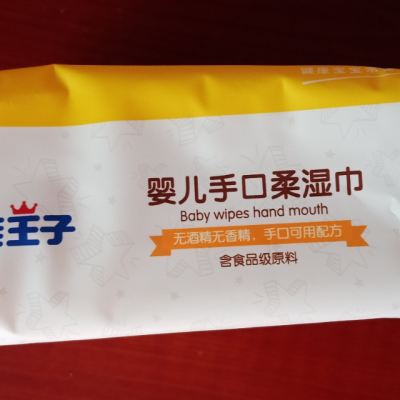 王子
婴儿手口柔湿巾
Baby wipes hand mouth
无酒精无香精，手口可用配方
含食品级原料